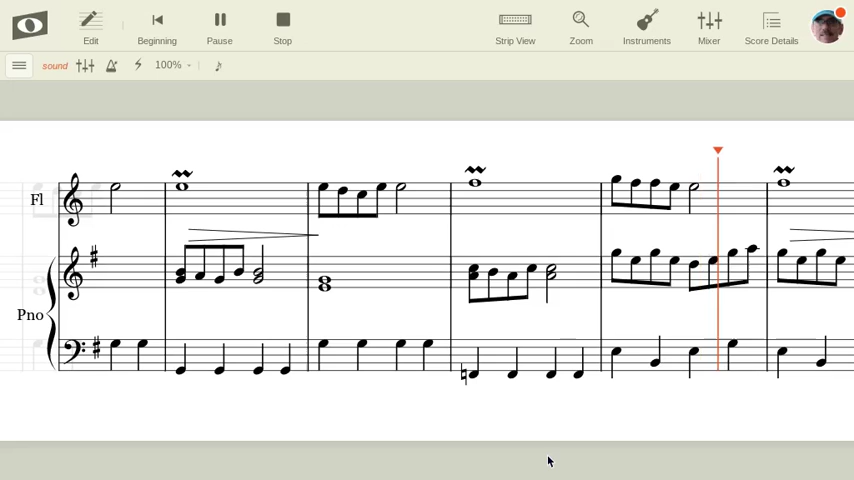 Edit
Beginning
Pause
Stop
Strip View
Zoom
Instruments
Mixer
Score Details
sound
100%
Fl
Pno